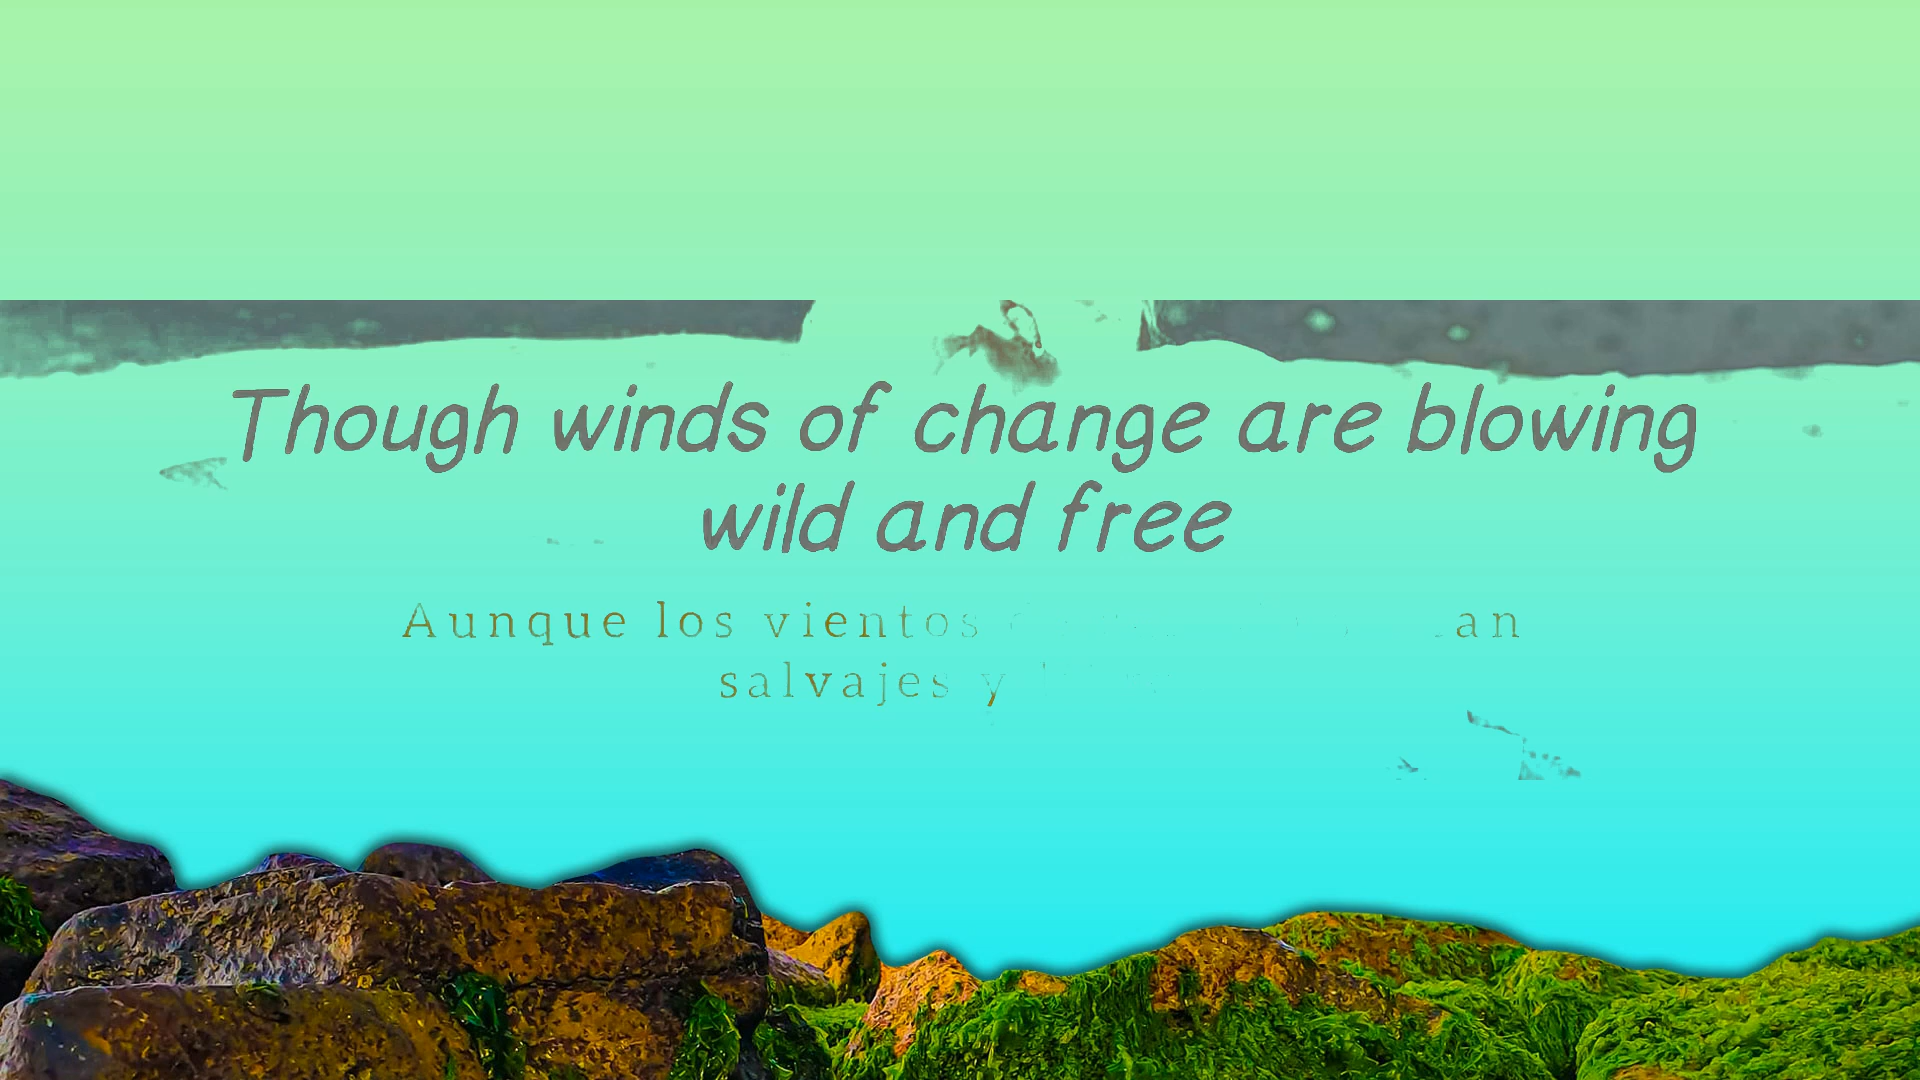 Though winds of change are blowing
wild and free
Aunque los vientos
salvajes y